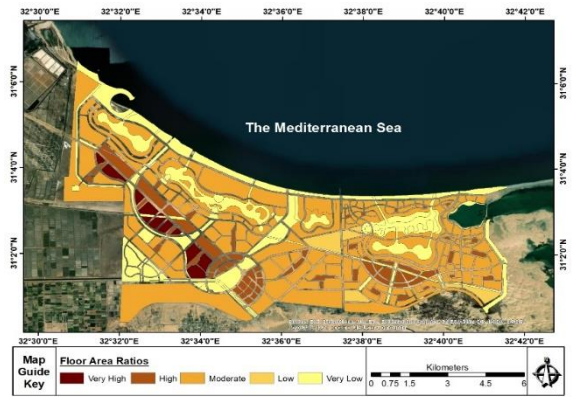 32°30'0"E 32°32'0"E 32°34'0"E 32°36'0"E 32°38'0"E 32°40'0"E 32°42'0"E
31°6'0"N 31°6'0"N
The Mediterranean Sea
31°4'0"N 31°4'0"N
31°2'0"N 31°2'0"N
32°30'0"E 32°32'0"E 32°34'0"E 32°36'0"E 32°38'0"E 32°40'0"E 32°42'0"E
Map Guide Key
Floor Area Ratios
Very High High Moderate Low Very Low
Kilometers
0 0.75 1.5 3 4.5 6